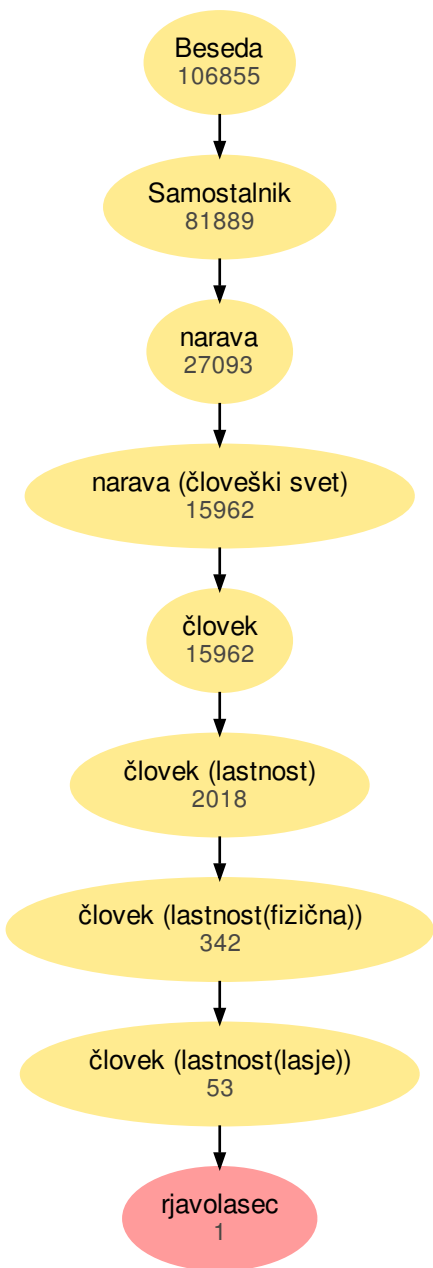 Beseda
106855
Samostalnik
81889
narava
27093
narava (človeški svet)
15962
človek
15962
človek (lastnost)
2018
človek (lastnost(fizična))
342
človek (lastnost(lasje))
53
rjavolasec
1